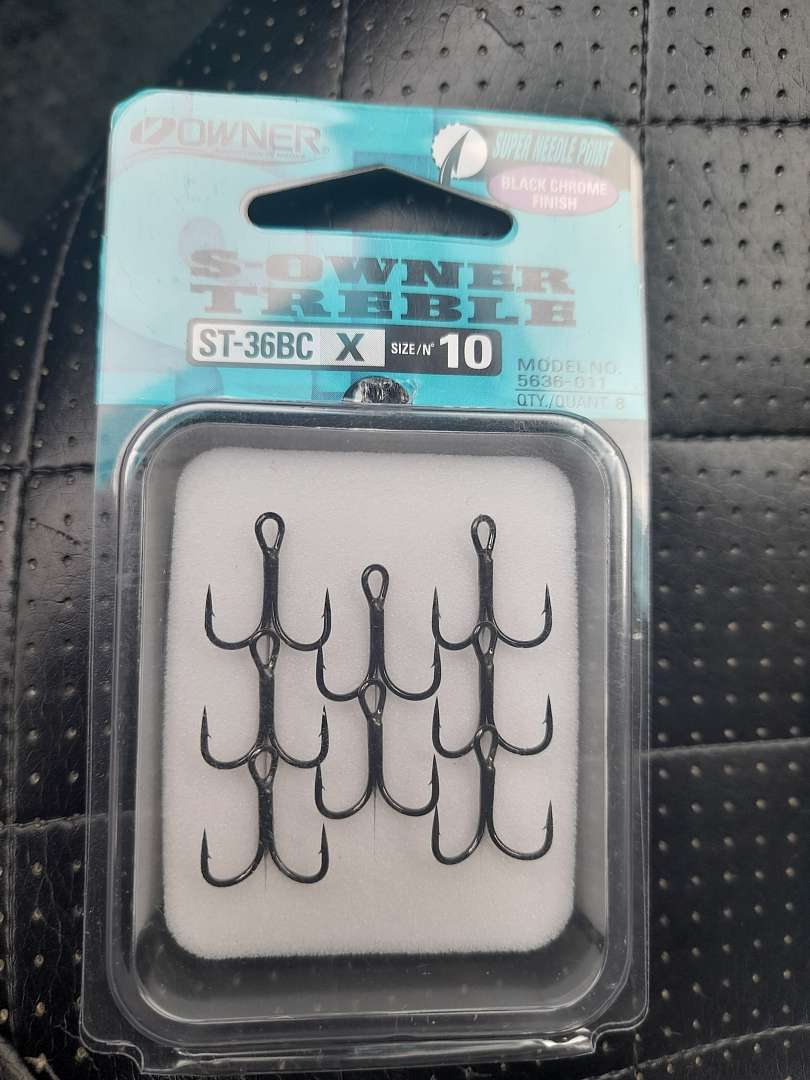 OWNER®
SUPER NEEDLE POINT
BLACK CHROME
FINISH
S-OWNER
TREBLE
ST-36BC X SIZE/Nº 10
MODEL NO.
5636-011
QTY./QUANT. 8